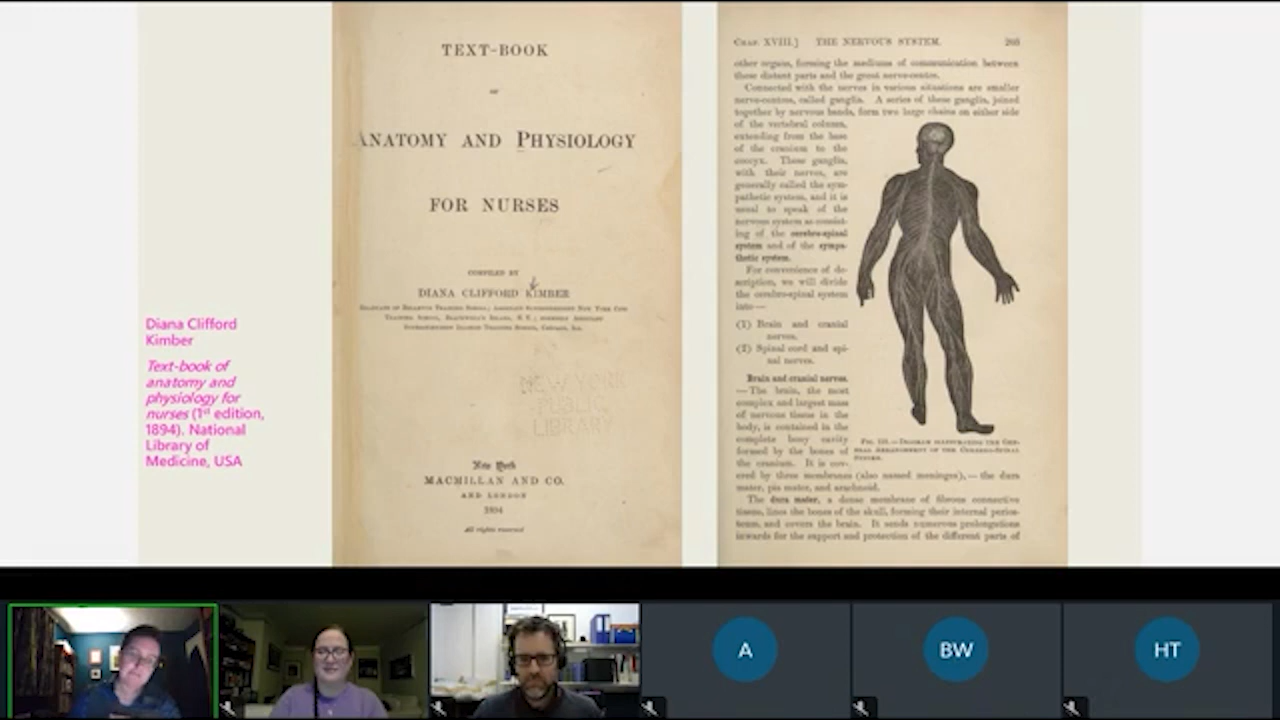 Diana Clifford
Kimber
Text-book of
anatomy and
physiology for
nurses (1st edition,
1894). National
Library of
Medicine, USA
TEXT-BOOK
OF
ANATOMY AND PHYSIOLOGY
FOR NURSES
COMPILED BY
DIANA CLIFFORD KIMBER
NEW YORK
PUBLIC
LIBRARY
New York
MACMILLAN AND CO.
AND LONDON
1894
All rights reserved
CHAP. XVIII.] THE NERVOUS SYSTEM.
other organs, forming the mediums of communication between
these distant parts and the great nerve-centre.
Connected with the nerves in various situations are smaller
nerve-centres, called ganglia. A series of these ganglia, joined
together by nervous bands, form two large chains on either side
of the vertebral column,
extending from the base
of the cranium to the
coccyx. These ganglia,
with their nerves, are
generally called the sym-
pathetic system, and it is
usual to speak of the
nervous system as consist-
ing of the cerebro-spinal
system and of the sympa-
thetic system.
For convenience of de-
scription, we will divide
the cerebro-spinal system
into —
(1) Brain and cranial
nerves.
(2) Spinal cord and spi-
nal nerves.
Brain and cranial nerves.
— The brain, the most
complex and largest mass
of nervous tissue in the
body, is contained in the
complete bony cavity
formed by the bones of
the cranium. It is cov-
ered by three membranes (also named meninges), — the dura
mater, pia mater, and arachnoid.
The dura mater, a dense membrane of fibrous connective
tissue, lines the bones of the skull, forming their internal perios-
teum, and covers the brain. It sends numerous prolongations
inwards for the support and protection of the different parts of
A
BW
HT